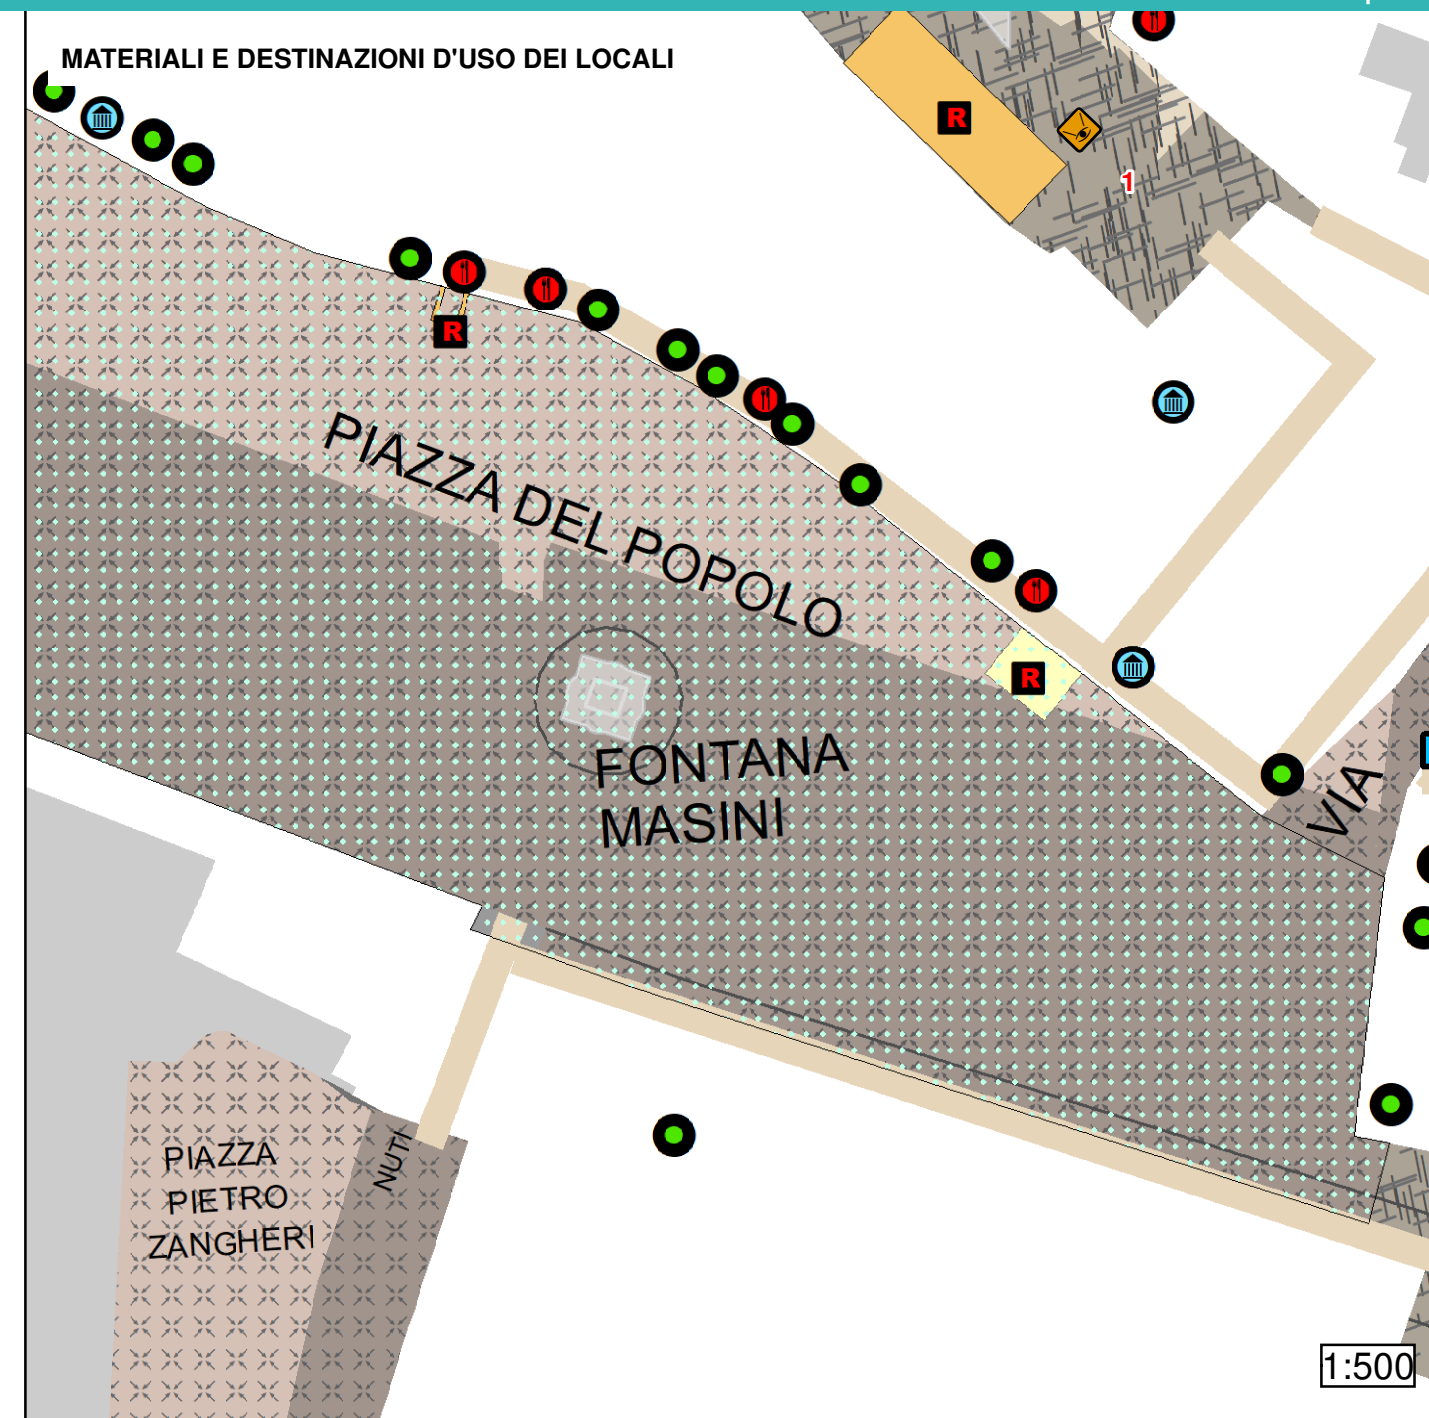 MATERIALI E DESTINAZIONI D'USO DEI LOCALI
R
1
R
PIAZZA DEL POPOLO
R
FONTANA
MASINI
VIA
PIAZZA
PIETRO
ZANGHERI
NUTI
1:500